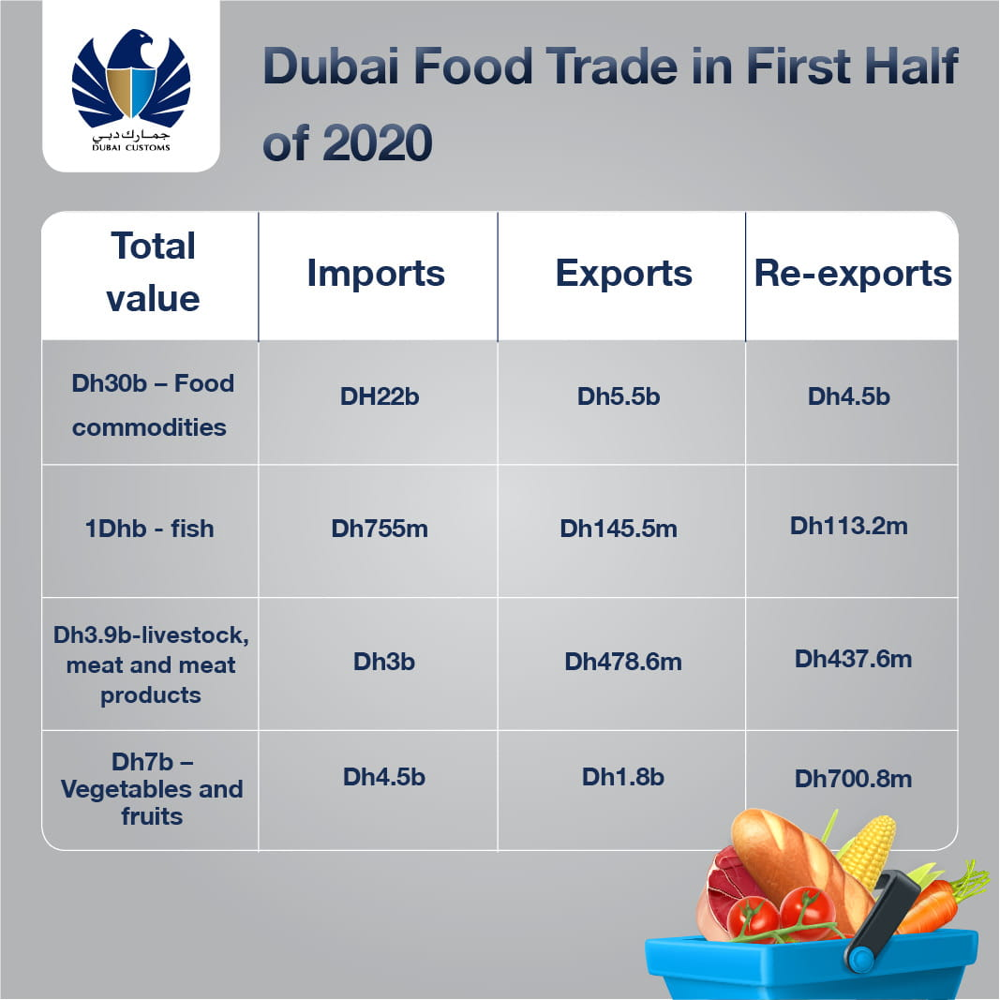 جمارك دبي
DUBAI CUSTOMS
Dubai Food Trade in First Half
of 2020
Total
value
Imports
Exports
Re-exports
Dh30b – Food
commodities
DH22b
Dh5.5b
Dh4.5b
1Dhb - fish
Dh755m
Dh145.5m
Dh113.2m
Dh3.9b-livestock,
meat and meat
products
Dh3b
Dh478.6m
Dh437.6m
Dh7b –
Vegetables and
fruits
Dh4.5b
Dh1.8b
Dh700.8m